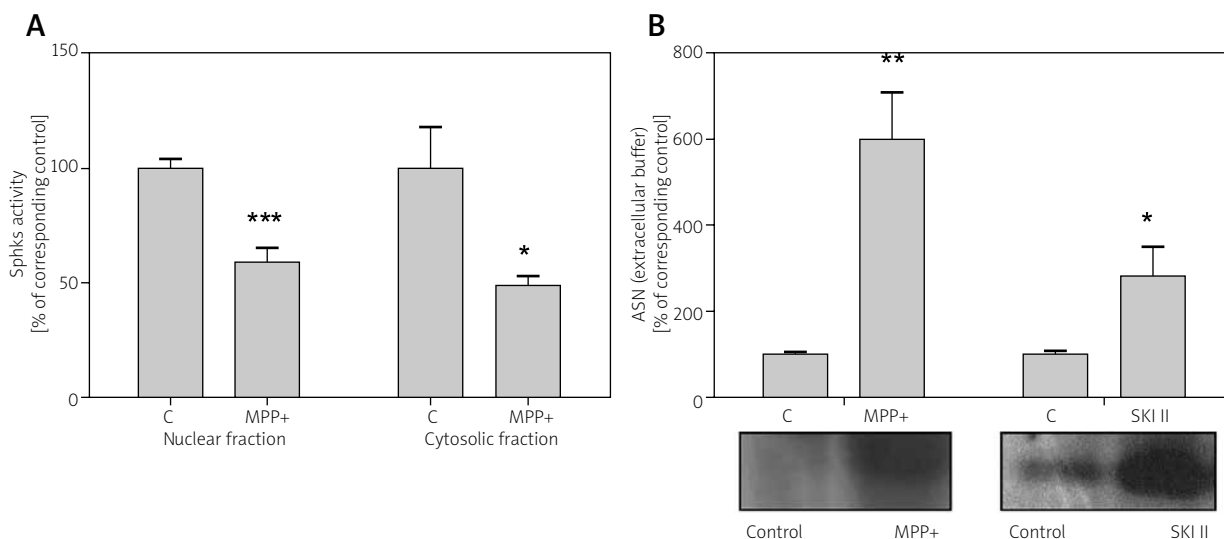 A
Sphks activity
[% of corresponding control]
150
100
50
0
***
*
C
MPP+
C
MPP+
Nuclear fraction
Cytosolic fraction
B
ASN (extracellular buffer)
[% of corresponding control]
800
600
400
200
0
**
*
C
MPP+
C
SKI II
Control
MPP+
Control
SKI II